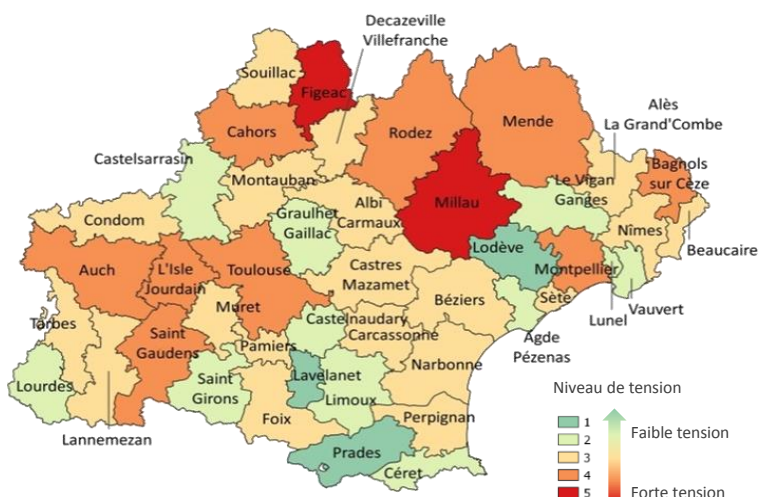 Decazeville
Villefranche
Souillac
Figeac
Cahors
Rodez
Mende
Alès
La Grand'Combe
Castelsarrasin
Montauban
Bagnols
sur Cèze
Le Vigan
Ganges
Condom
Graulhet
Gaillac
Albi
Carmaux
Millau
Nîmes
Beaucaire
Auch
L'Isle
Jourdain
Toulouse
Castres
Mazamet
Lodève
Montpellier
Tarbes
Muret
Béziers
Sète
Vauvert
Lunel
Saint
Gaudens
Castelnaudary
Carcassonne
Agde
Pézenas
Pamiers
Lourdes
Saint
Girons
Lavelanet
Limoux
Narbonne
Lannemezan
Foix
Perpignan
Prades
Céret
Niveau de tension
1
2
3
4
5
Faible tension
Forte tension